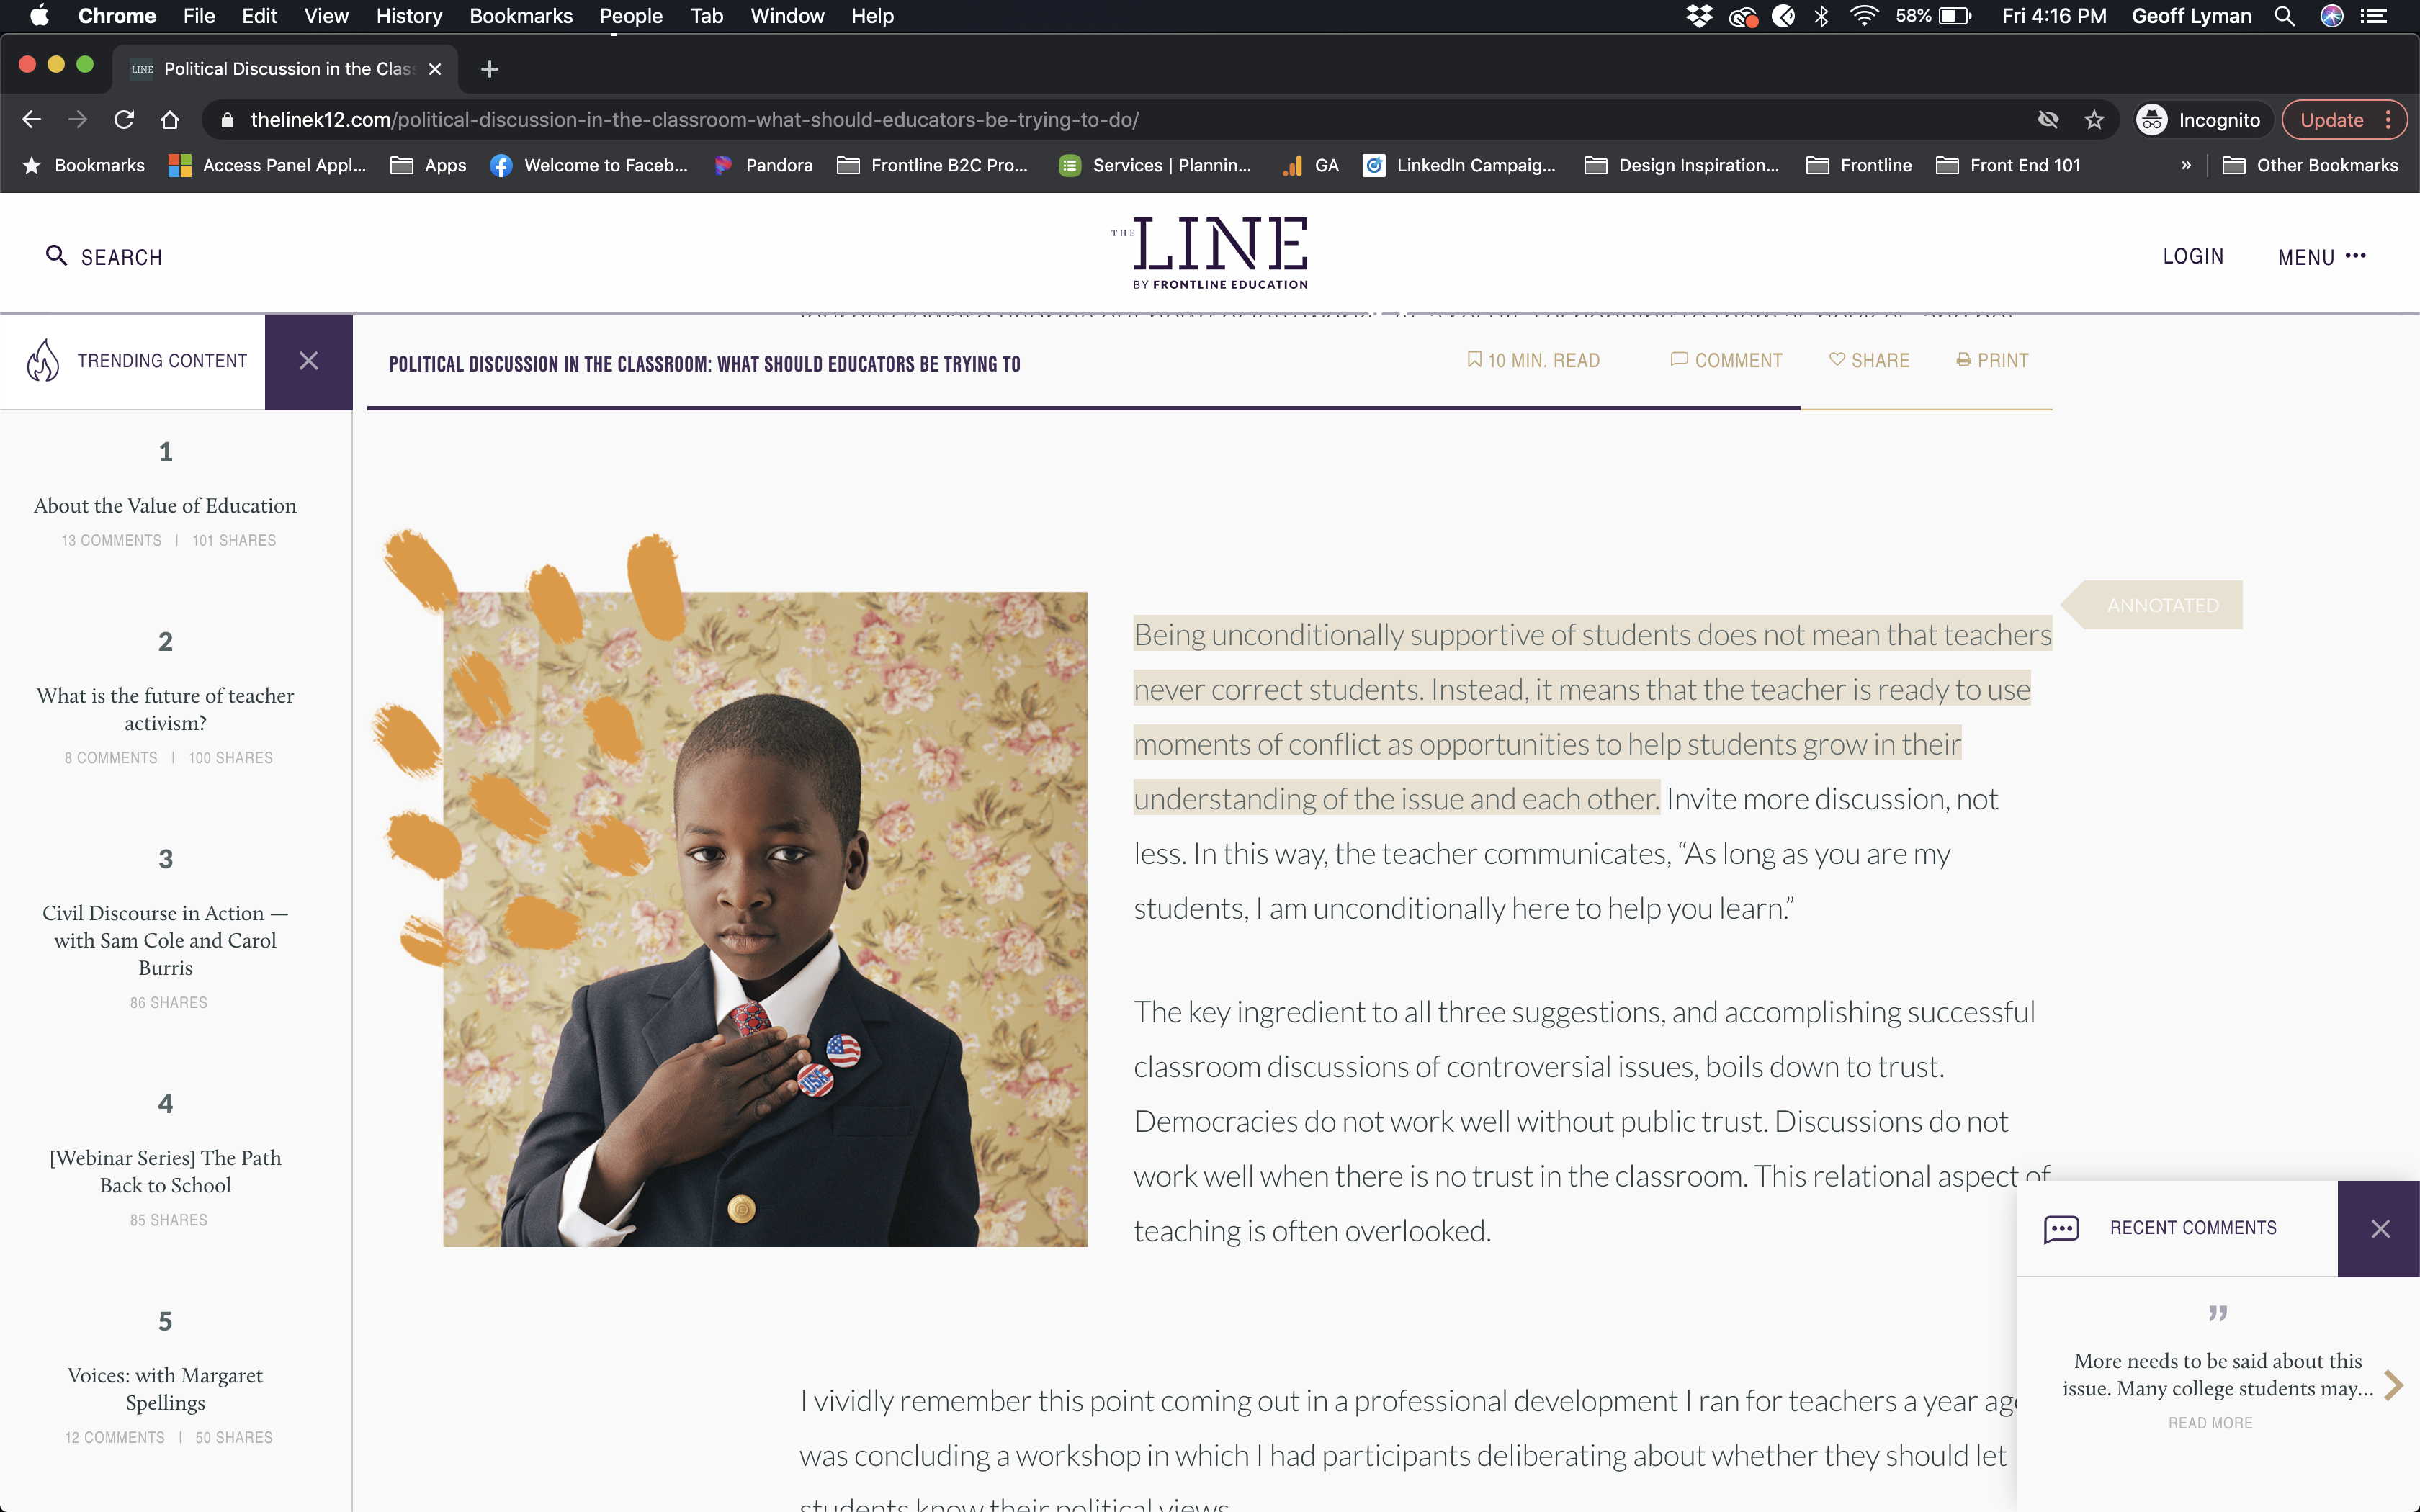 Chrome File Edit View History Bookmarks People Tab Window Help 58% Fri 4:16 PM Geoff Lyman
LINE Political Discussion in the Clas
thelinek12.com/political-discussion-in-the-classroom-what-should-educators-be-trying-to-do/ Incognito Update
Bookmarks Access Panel Appl... Apps Welcome to Faceb... Pandora Frontline B2C Pro... Services | Plannin... GA LinkedIn Campaig... Design Inspiration... Frontline Front End 101 » Other Bookmarks
SEARCH
THE LINE
BY FRONTLINE EDUCATION
LOGIN MENU
TRENDING CONTENT
1
About the Value of Education
13 COMMENTS | 101 SHARES
2
What is the future of teacher
activism?
8 COMMENTS | 100 SHARES
3
Civil Discourse in Action —
with Sam Cole and Carol
Burris
86 SHARES
4
[Webinar Series] The Path
Back to School
85 SHARES
5
Voices: with Margaret
Spellings
12 COMMENTS | 50 SHARES
POLITICAL DISCUSSION IN THE CLASSROOM: WHAT SHOULD EDUCATORS BE TRYING TO
10 MIN. READ COMMENT SHARE PRINT
USA
Being unconditionally supportive of students does not mean that teachers
never correct students. Instead, it means that the teacher is ready to use
moments of conflict as opportunities to help students grow in their
understanding of the issue and each other. Invite more discussion, not
less. In this way, the teacher communicates, “As long as you are my
students, I am unconditionally here to help you learn.”
ANNOTATED
The key ingredient to all three suggestions, and accomplishing successful
classroom discussions of controversial issues, boils down to trust.
Democracies do not work well without public trust. Discussions do not
work well when there is no trust in the classroom. This relational aspect of
teaching is often overlooked.
I vividly remember this point coming out in a professional development I ran for teachers a year ag
was concluding a workshop in which I had participants deliberating about whether they should let
students know their political views
RECENT COMMENTS
”
More needs to be said about this
issue. Many college students may...
READ MORE